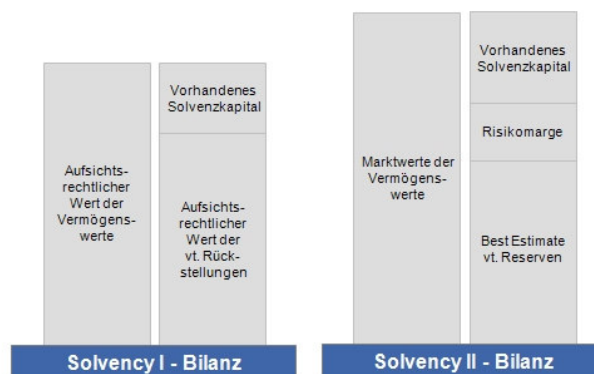 Aufsichts-
rechtlicher
Wert der
Vermögens-
werte
Vorhandenes
Solvenzkapital
Aufsichts-
rechtlicher
Wert der
vt. Rück-
stellungen
Solvency I - Bilanz
Marktwerte der
Vermögens-
werte
Vorhandenes
Solvenzkapital
Risikomarge
Best Estimate
vt. Reserven
Solvency II - Bilanz